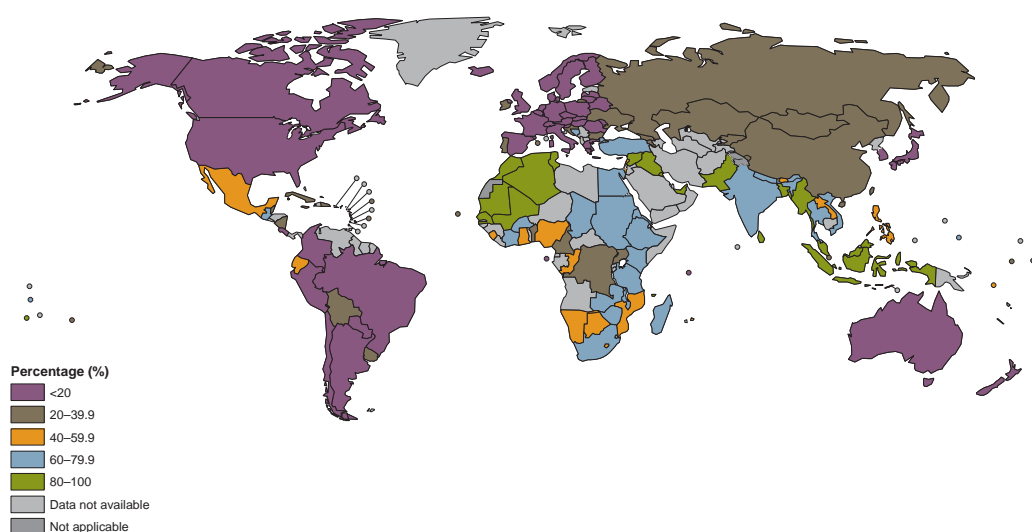 Percentage (%)
<20
20–39.9
40–59.9
60–79.9
80–100
Data not available
Not applicable